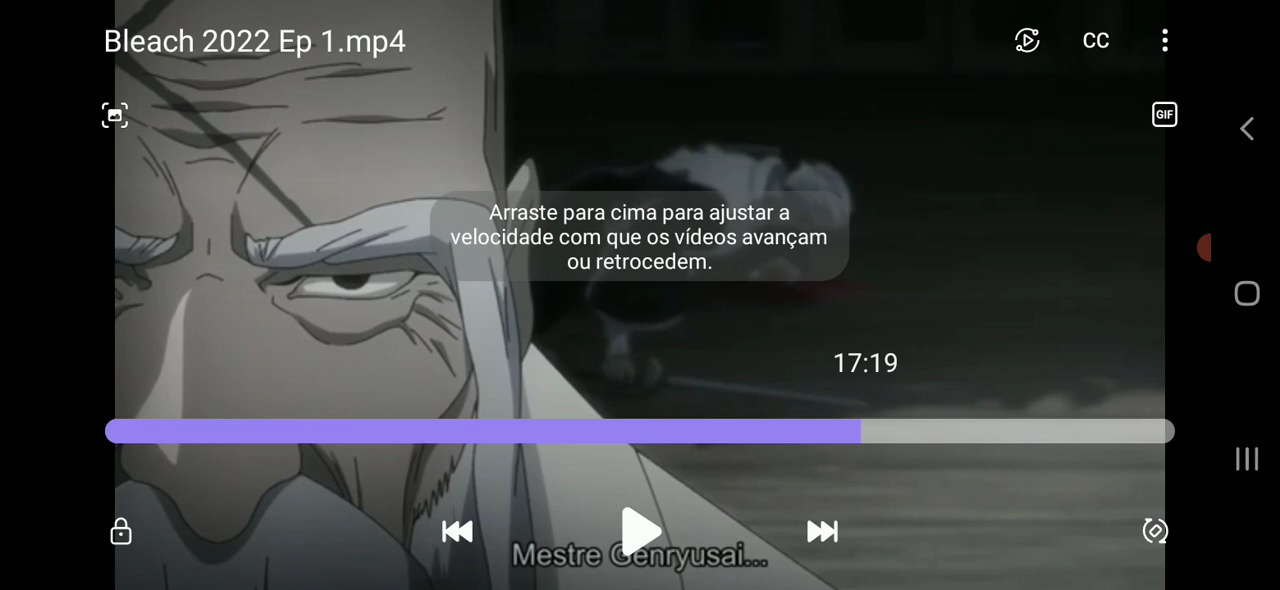 Bleach 2022 Ep 1.mp4
CC
GIF
Arraste para cima para ajustar a
velocidade com que os vídeos avançam
ou retrocedem.
17:19
Mestre Genryusai...